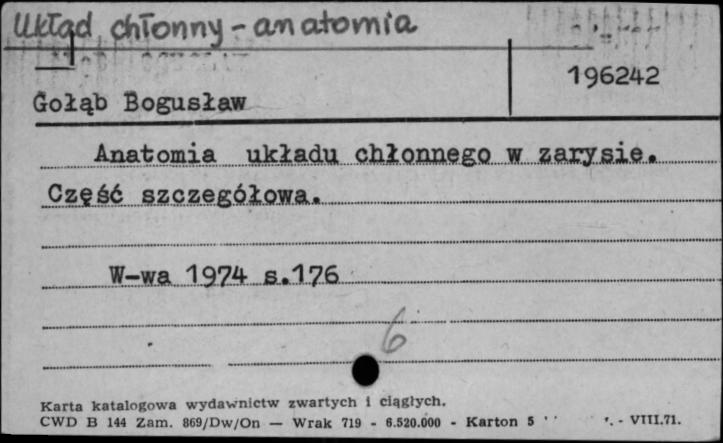 Układ chłonny - anatomia
196242
Gołąb Bogusław
Anatomia układu chłonnego w zarysie.
Część szczegółowa.
W-wa 1974 s.176
6
Karta katalogowa wydawnictw zwartych i ciągłych.
CWD B 144 Zam. 869/Dw/On — Wrak 719 - 6.520.000 - Karton 5 - VIII.71.